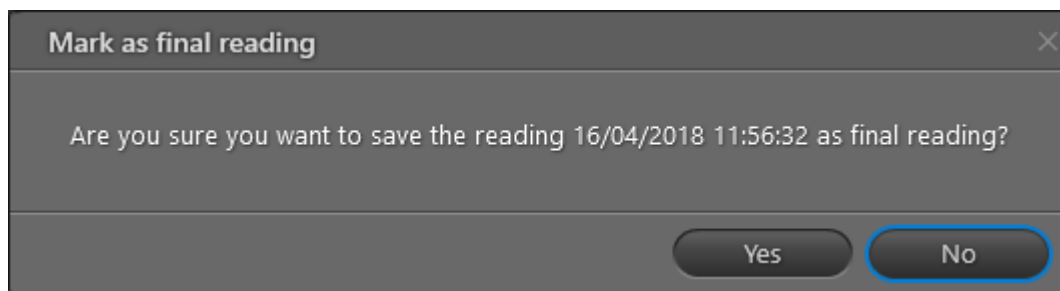 Mark as final reading
Are you sure you want to save the reading 16/04/2018 11:56:32 as final reading?
Yes No